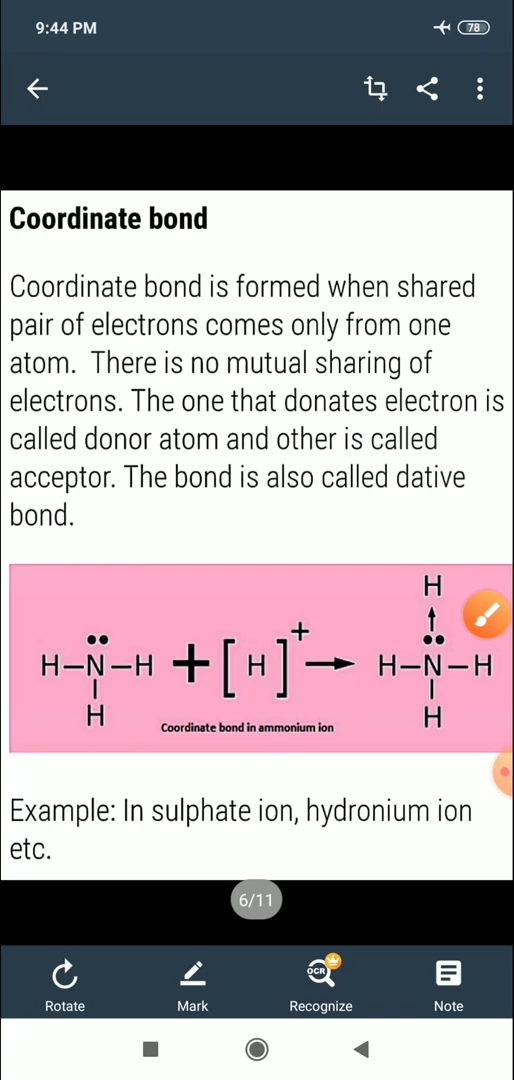 9:44 PM
78
Coordinate bond
Coordinate bond is formed when shared
pair of electrons comes only from one
atom. There is no mutual sharing of
electrons. The one that donates electron is
called donor atom and other is called
acceptor. The bond is also called dative
bond.
H
H–N–H + [ H ]+ → H–N–H
H H
Coordinate bond in ammonium ion
Example: In sulphate ion, hydronium ion
etc.
6/11
OCR
Rotate Mark Recognize Note